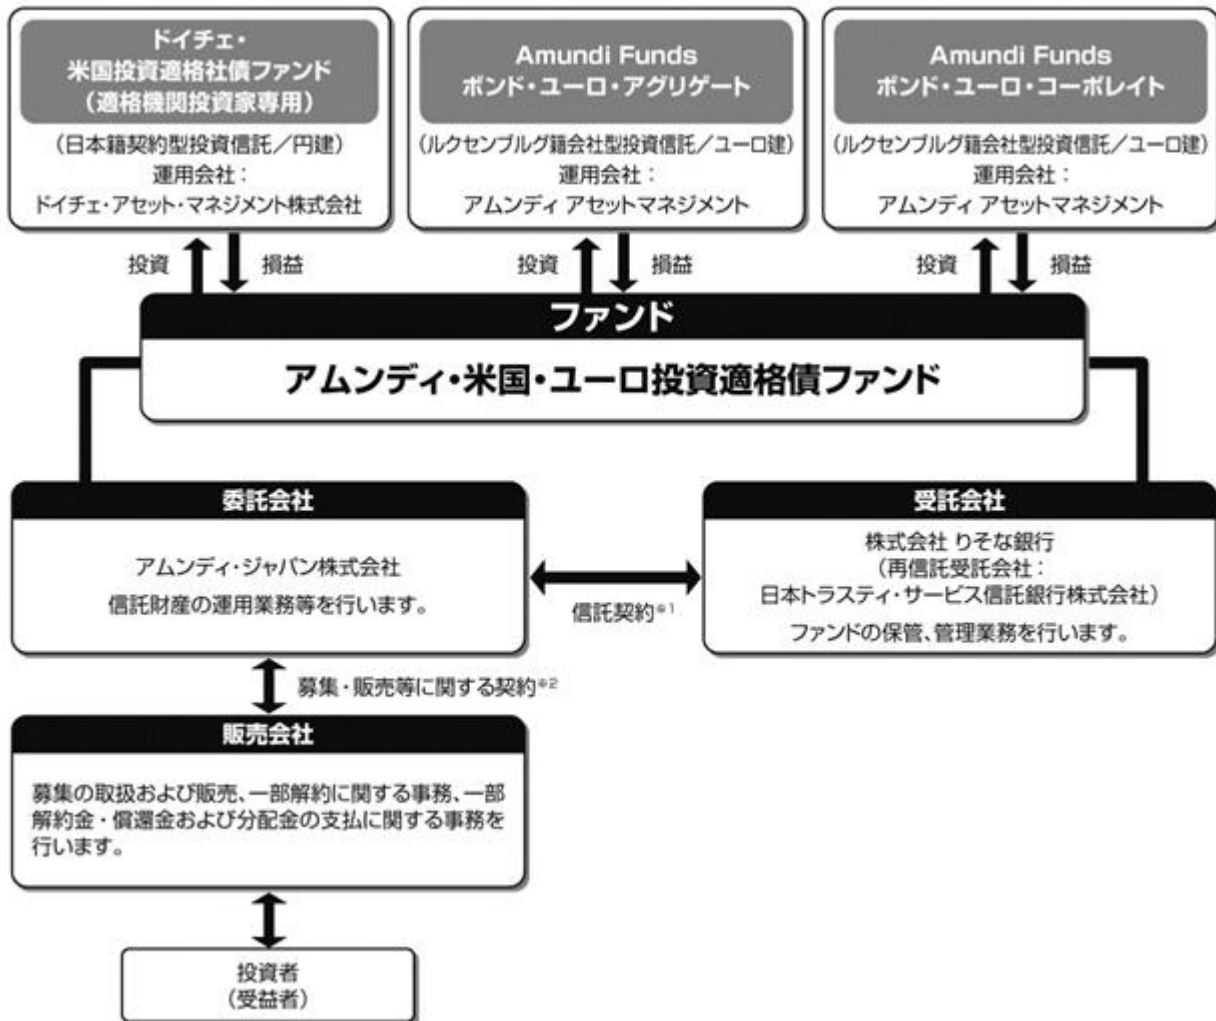 ドイチェ・
米国投資適格社債ファンド
(適格機関投資家専用)
(日本籍契約型投資信託/円建)
運用会社:
ドイチェ・アセット・マネジメント株式会社
Amundi Funds
ボンド・ユーロ・アグリゲート
(ルクセンブルグ籍会社型投資信託/ユーロ建)
運用会社:
アムンディ アセットマネジメント
Amundi Funds
ボンド・ユーロ・コーポレイト
(ルクセンブルグ籍会社型投資信託/ユーロ建)
運用会社:
アムンディ アセットマネジメント
投資
損益
投資
損益
投資
損益
ファンド
アムンディ・米国・ユーロ投資適格債ファンド
委託会社
アムンディ・ジャパン株式会社
信託財産の運用業務等を行います。
信託契約※1
受託会社
株式会社 りそな銀行
(再信託受託会社:
日本トラスティ・サービス信託銀行株式会社)
ファンドの保管、管理業務を行います。
募集・販売等に関する契約※2
販売会社
募集の取扱および販売、一部解約に関する事務、一部
解約金・償還金および分配金の支払に関する事務を
行います。
投資者
(受益者)